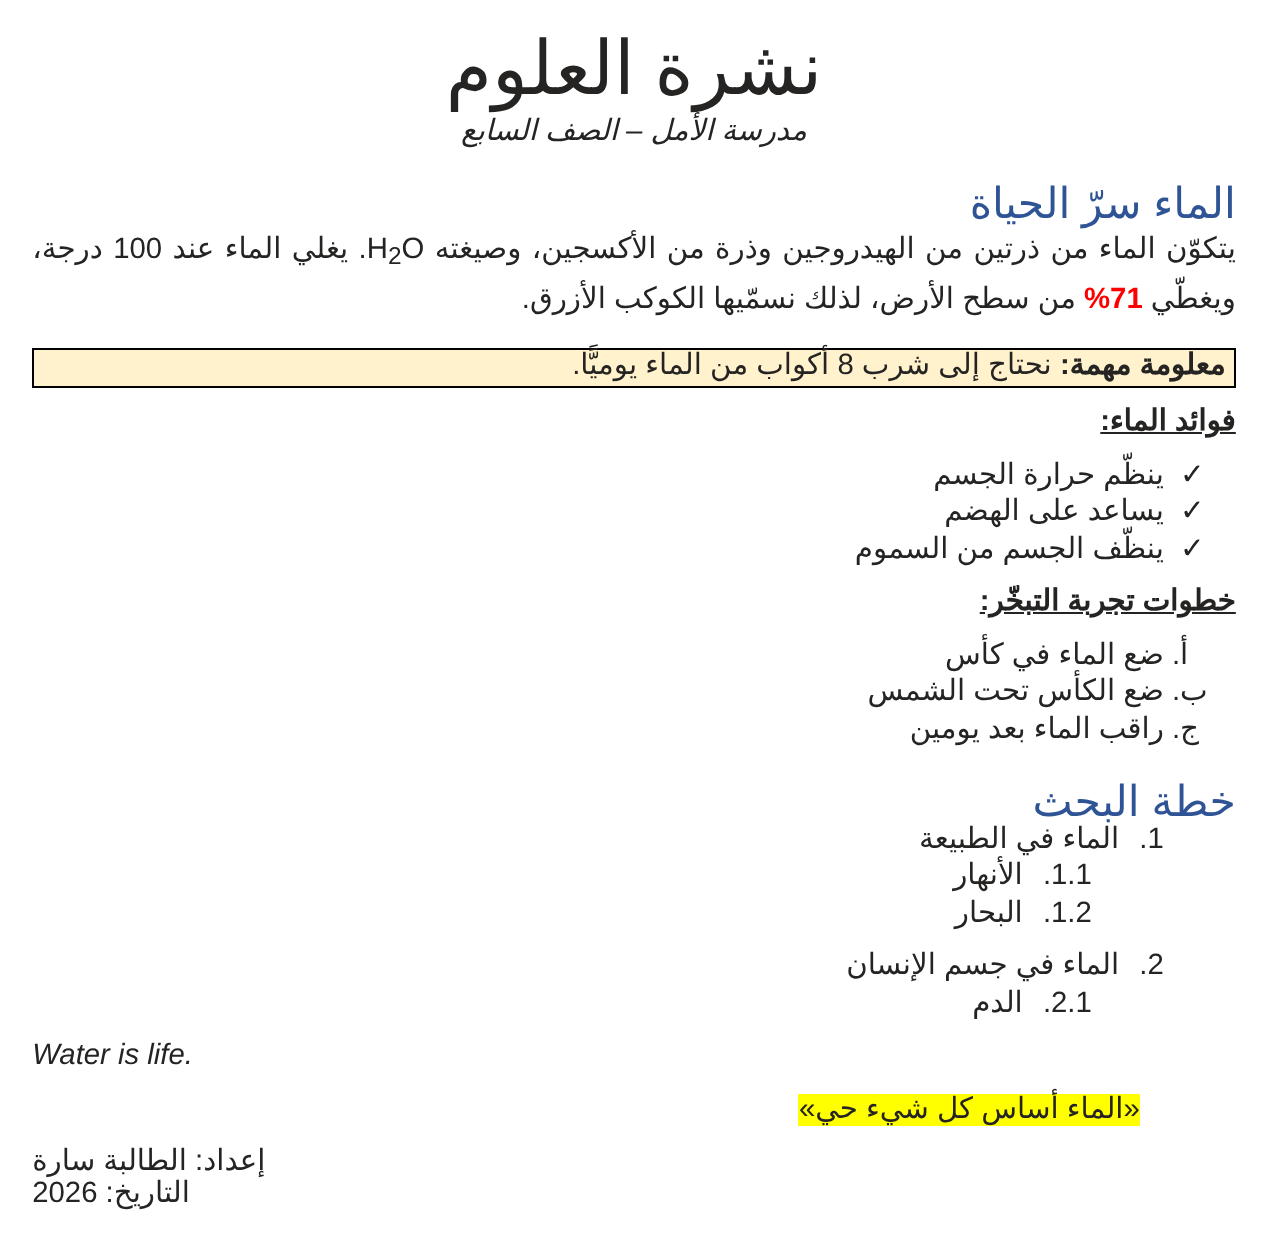 نشرة العلوم
مدرسة الأمل – الصف السابع
الماء سرّ الحياة
يتكوّن الماء من ذرتين من الهيدروجين وذرة من الأكسجين، وصيغته H₂O. يغلي الماء عند 100 درجة،
ويغطّي 71% من سطح الأرض، لذلك نسمّيها الكوكب الأزرق.
معلومة مهمة: نحتاج إلى شرب 8 أكواب من الماء يوميًّا.
فوائد الماء:
✓ ينظّم حرارة الجسم
✓ يساعد على الهضم
✓ ينظّف الجسم من السموم
خطوات تجربة التبخّر:
أ. ضع الماء في كأس
ب. ضع الكأس تحت الشمس
ج. راقب الماء بعد يومين
خطة البحث
1. الماء في الطبيعة
1.1. الأنهار
1.2. البحار
2. الماء في جسم الإنسان
2.1. الدم
Water is life.
«الماء أساس كل شيء حي»
إعداد: الطالبة سارة
التاريخ: 2026